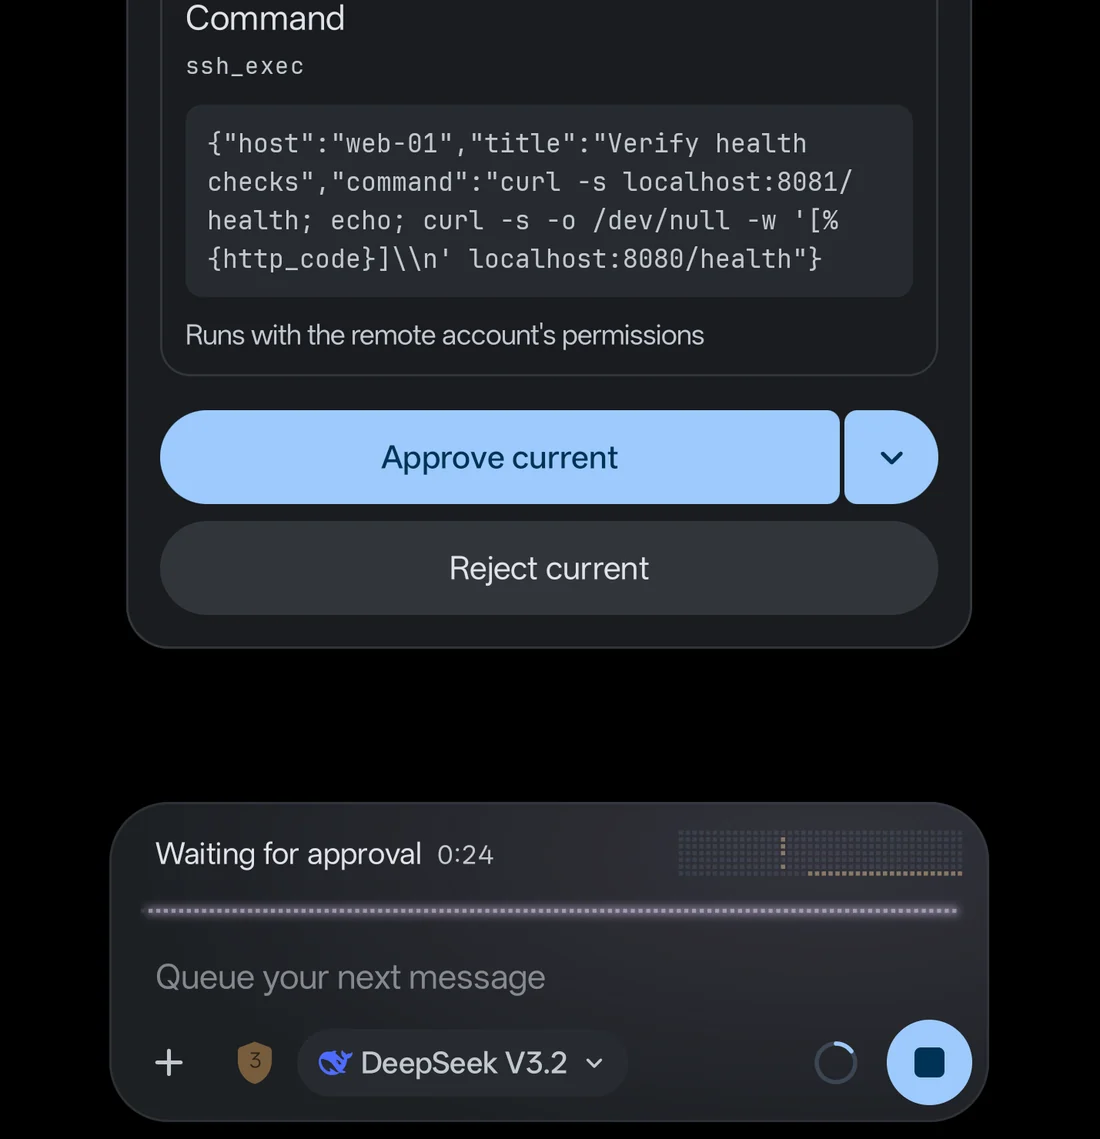 Command
ssh_exec
{"host":"web-01","title":"Verify health
checks","command":"curl -s localhost:8081/
health; echo; curl -s -o /dev/null -w '[%
{http_code}]\\n' localhost:8080/health"}
Runs with the remote account's permissions
Approve current
Reject current
Waiting for approval 0:24
Queue your next message
3 DeepSeek V3.2